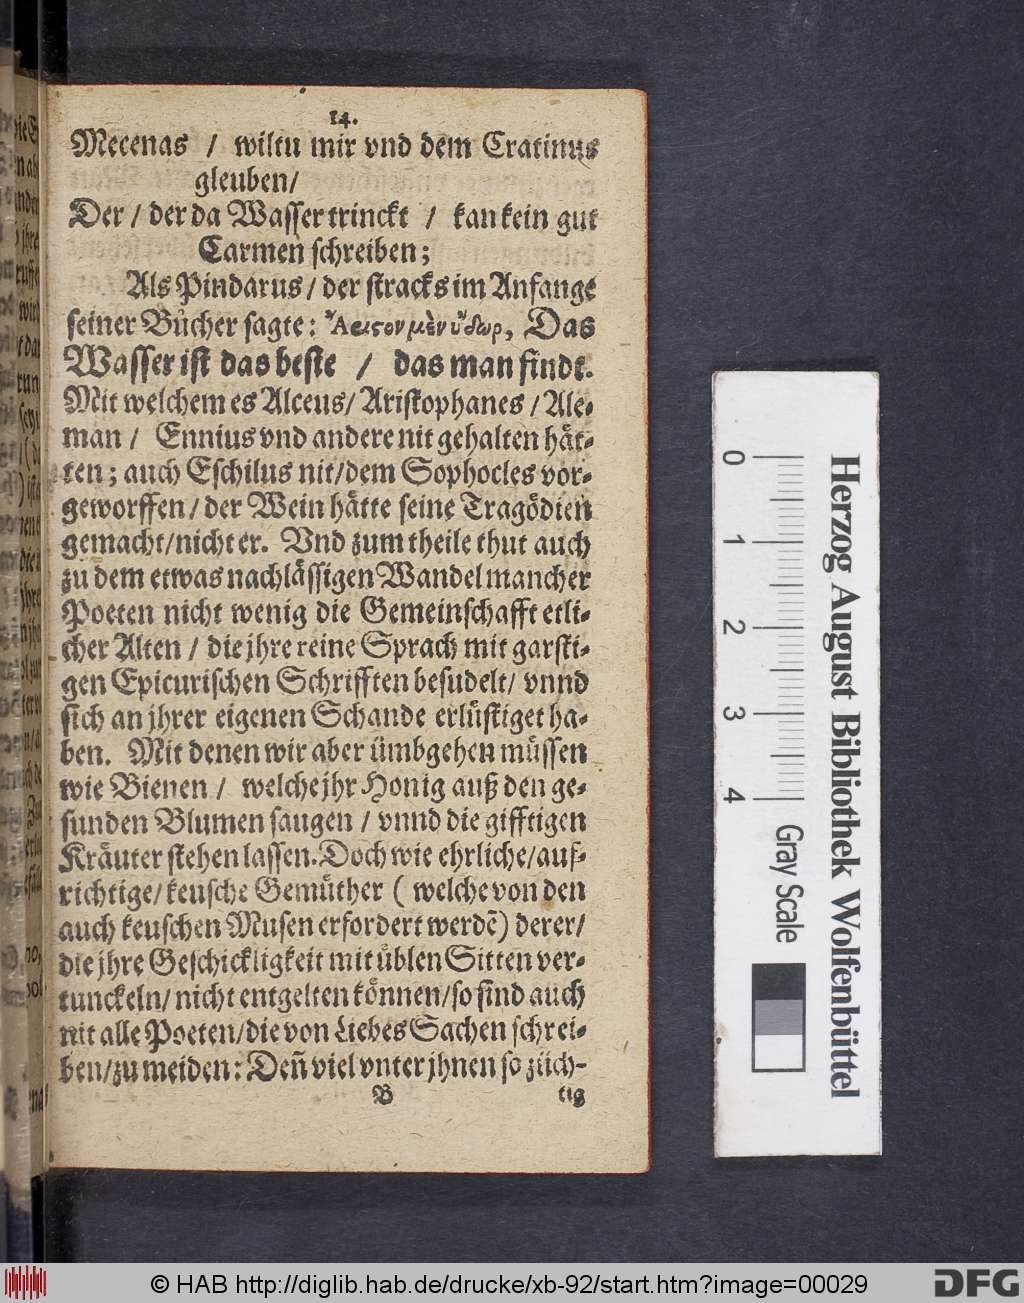 14.
Mecenas / wiltu mir vnd dem Cratinus
gleuben/
Der / der da Wasser trinckt / kan kein gut
Carmen schreiben;
Als Pindarus / der stracks im Anfange
seiner Bücher sagte: Ἄριστον μὲν ὕδωρ, Das
Wasser ist das beste / das man finde.
Mit welchem es Alceus/ Aristophanes / Alc-
man / Ennius vnd andere nit gehalten hät-
ten; auch Eschilus nit/dem Sophocles vor-
geworffen / der Wein hätte seine Tragödien
gemacht/nicht er. Vnd zum theile thut auch
zu dem etwas nachlässigen Wandel mancher
Poeten nicht wenig die Gemeinschafft etli-
cher Alten / die jhre reine Sprach mit garsti-
gen Epicurischen Schrifften besudelt/ vnnd
sich an jhrer eigenen Schande erlüstiget ha-
ben. Mit denen wir aber ümbgehen müssen
wie Bienen / welche jhr Honig auß den ge-
sunden Blumen saugen / vnnd die gifftigen
Kräuter stehen lassen. Doch wie ehrliche/auf-
richtige/ keusche Gemüther ( welche von den
auch keuschen Musen erfordert werdē) derer/
die jhre Geschickligkeit mit üblen Sitten ver-
tunckeln/ nicht entgelten können/so sind auch
nit alle Poeten/die von Liebes Sachen schrei-
ben/zu meiden: Deñ viel vnter jhnen so züch-
B tig
0 1 2 3 4
Gray Scale
Herzog August Bibliothek Wolfenbüttel
© HAB http://diglib.hab.de/drucke/xb-92/start.htm?image=00029
DFG